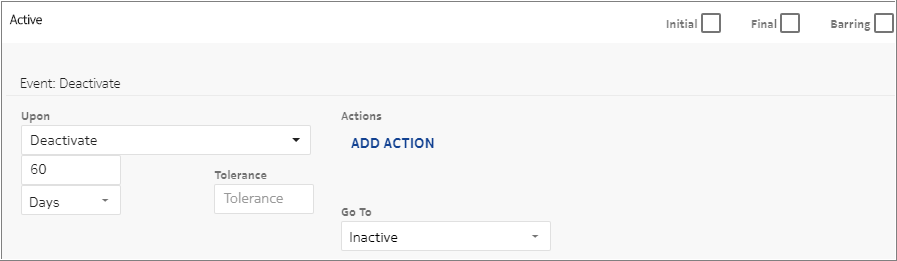 Active
Initial
Final
Barring
Event: Deactivate
Upon
Deactivate
60
Days
Tolerance
Tolerance
Actions
ADD ACTION
Go To
Inactive